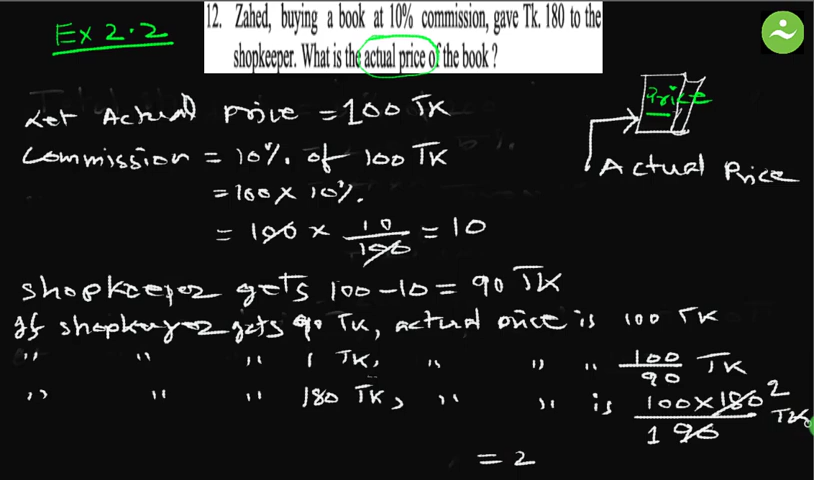 Ex 2.2
12. Zahed, buying a book at 10% commission, gave Tk. 180 to the
shopkeeper. What is the actual price of the book ?
Price
Let Actual Price = 100 TK
Actual Price
Commission = 10% of 100 TK
= 100 × 10%
= 100 × 10/100 = 10
Shopkeeper gets 100 - 10 = 90 TK
If shopkeeper gets 90 TK, actual price is 100 TK
" " " 1 TK, " " " 100/90 TK
" " " 180 TK, " " is 100×180 2/1 90 TK
= 2